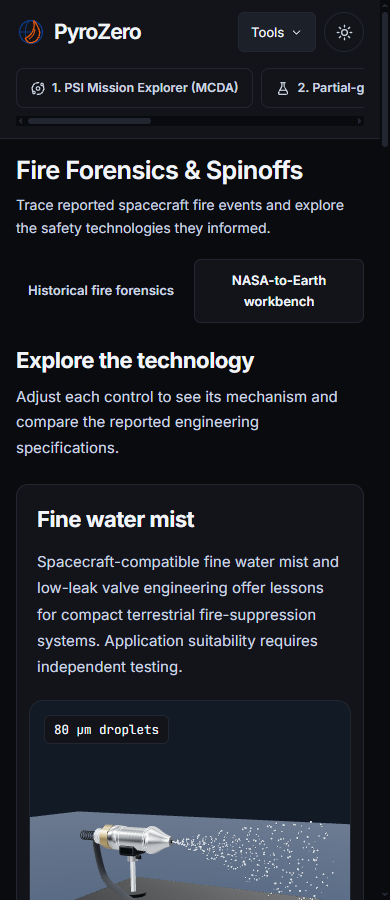 PyroZero
Tools
1. PSI Mission Explorer (MCDA)
2. Partial-g
Fire Forensics & Spinoffs
Trace reported spacecraft fire events and explore
the safety technologies they informed.
Historical fire forensics
NASA-to-Earth
workbench
Explore the technology
Adjust each control to see its mechanism and
compare the reported engineering
specifications.
Fine water mist
Spacecraft-compatible fine water mist and
low-leak valve engineering offer lessons
for compact terrestrial fire-suppression
systems. Application suitability requires
independent testing.
80 µm droplets